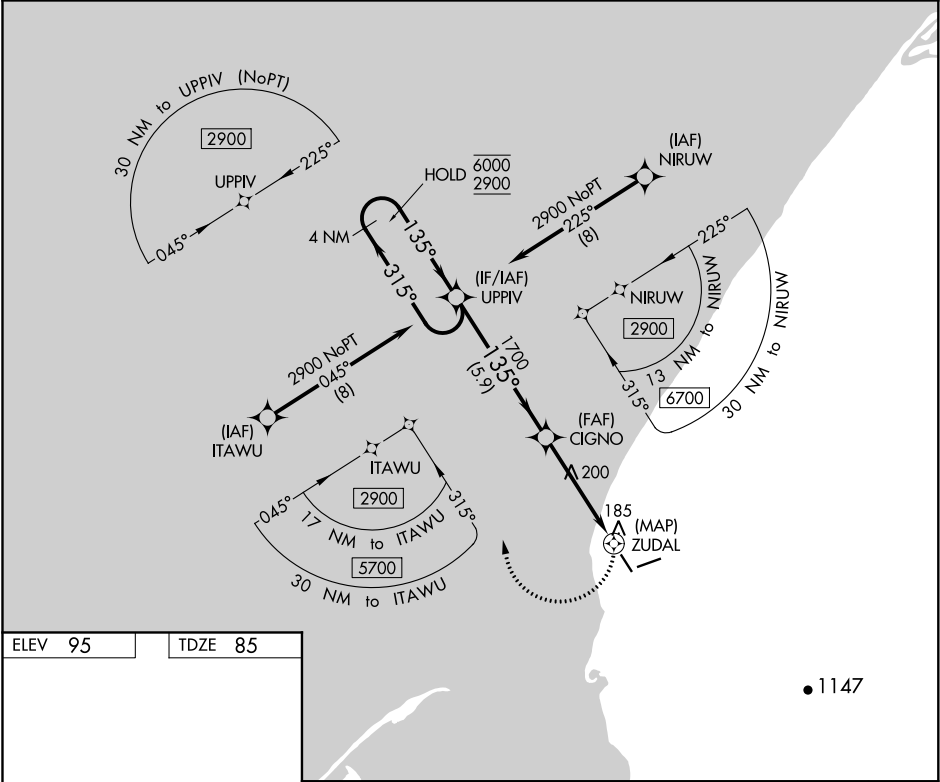 30 NM to UPPIV (NoPT)
2900
UPPIV
225°
045°
HOLD 6000
2900
4 NM
135°
315°
(IF/IAF)
UPPIV
(IAF)
NIRUW
2900 NoPT
225°
(8)
225°
NIRUW
2900
13 NM to NIRUW
315°
6700
30 NM to NIRUW
2900 NoPT
045°
(8)
(IAF)
ITAWU
1700
135°
(5.9)
(FAF)
CIGNO
200
ITAWU
2900
045°
315°
17 NM to ITAWU
5700
30 NM to ITAWU
185
(MAP)
ZUDAL
ELEV 95
TDZE 85
1147